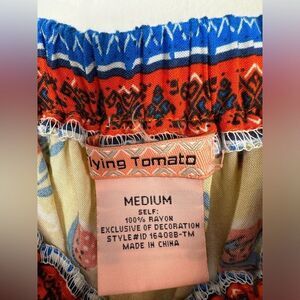 lying Tomato
MEDIUM
SELF:
100% RAYON
EXCLUSIVE OF DECORATION
STYLE#ID 16408B-TM
MADE IN CHINA